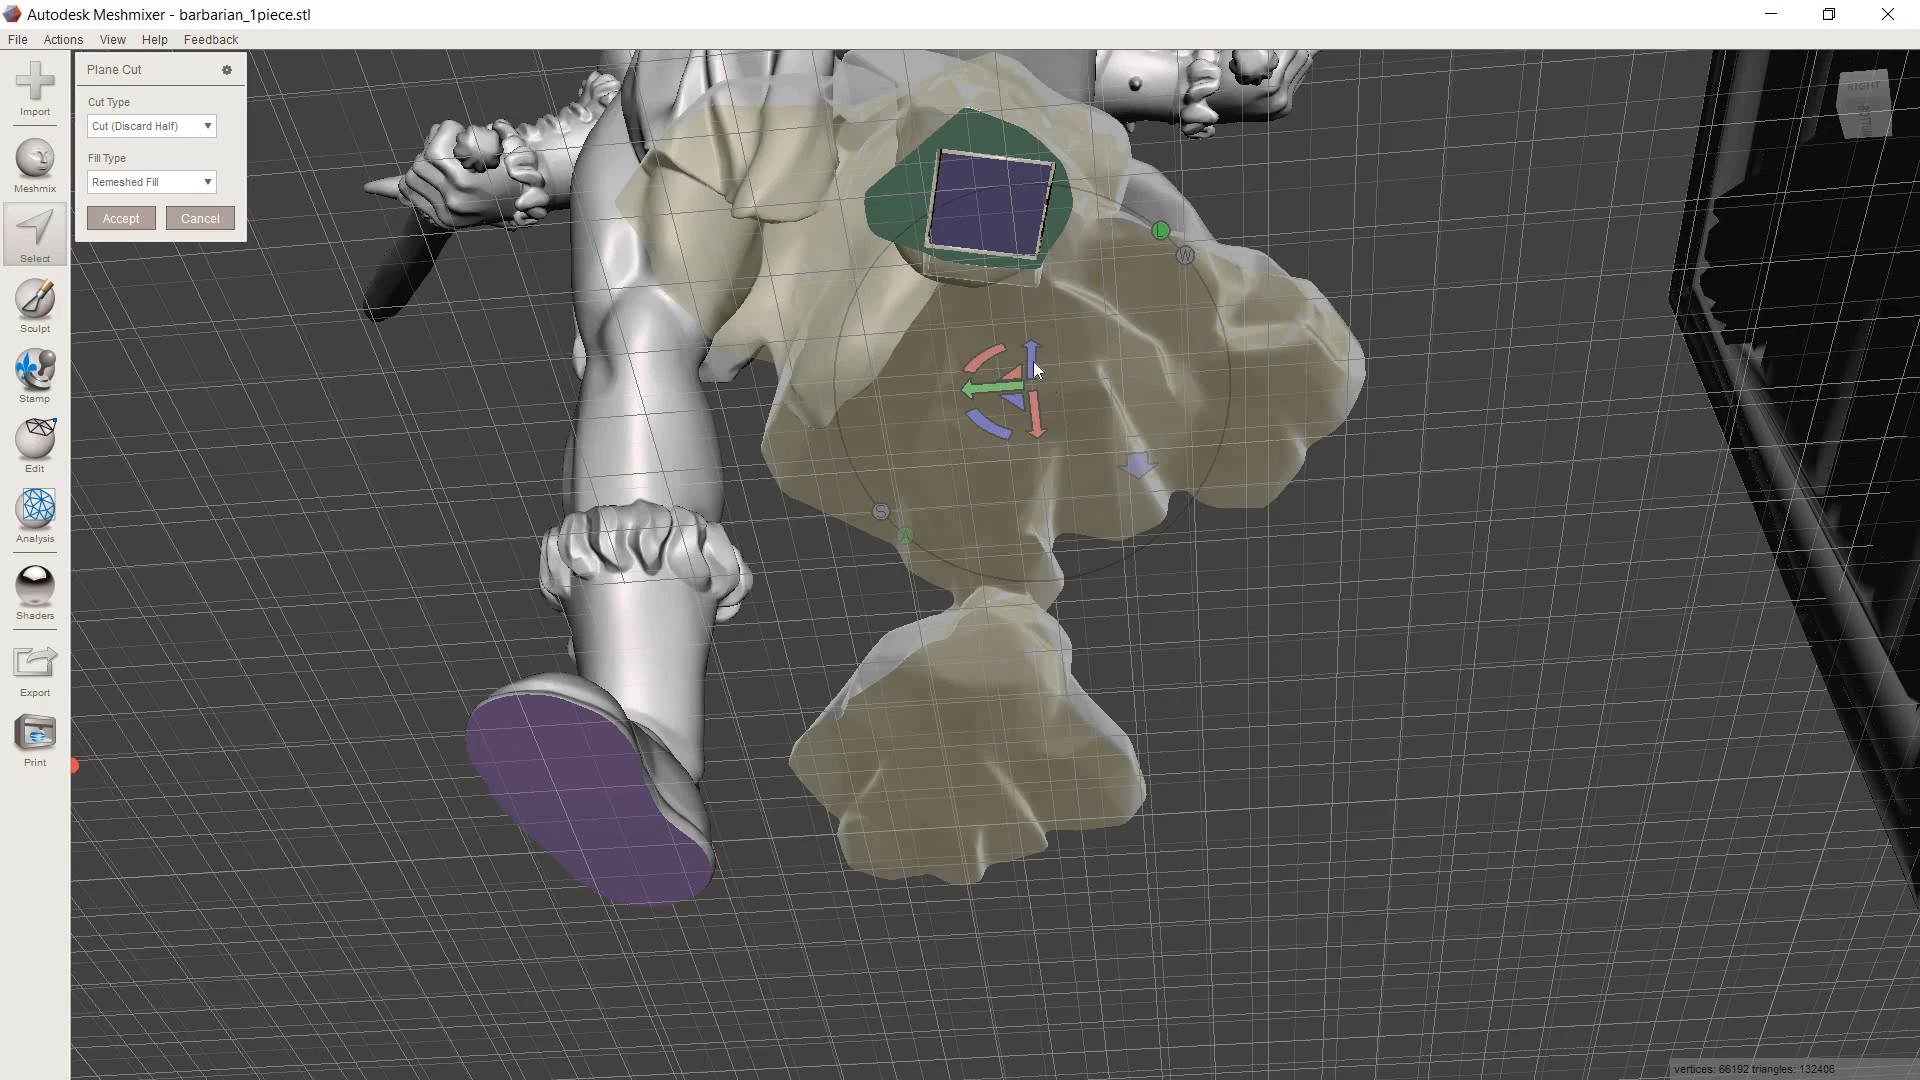 Autodesk Meshmixer - barbarian_1piece.stl
File Actions View Help Feedback
Import
Meshmix
Select
Sculpt
Stamp
Edit
Analysis
Shaders
Export
Print
Plane Cut
Cut Type
Cut (Discard Half)
Fill Type
Remeshed Fill
Accept Cancel
RIGHT
L
W
S
A
vertices: 66192 triangles: 132406